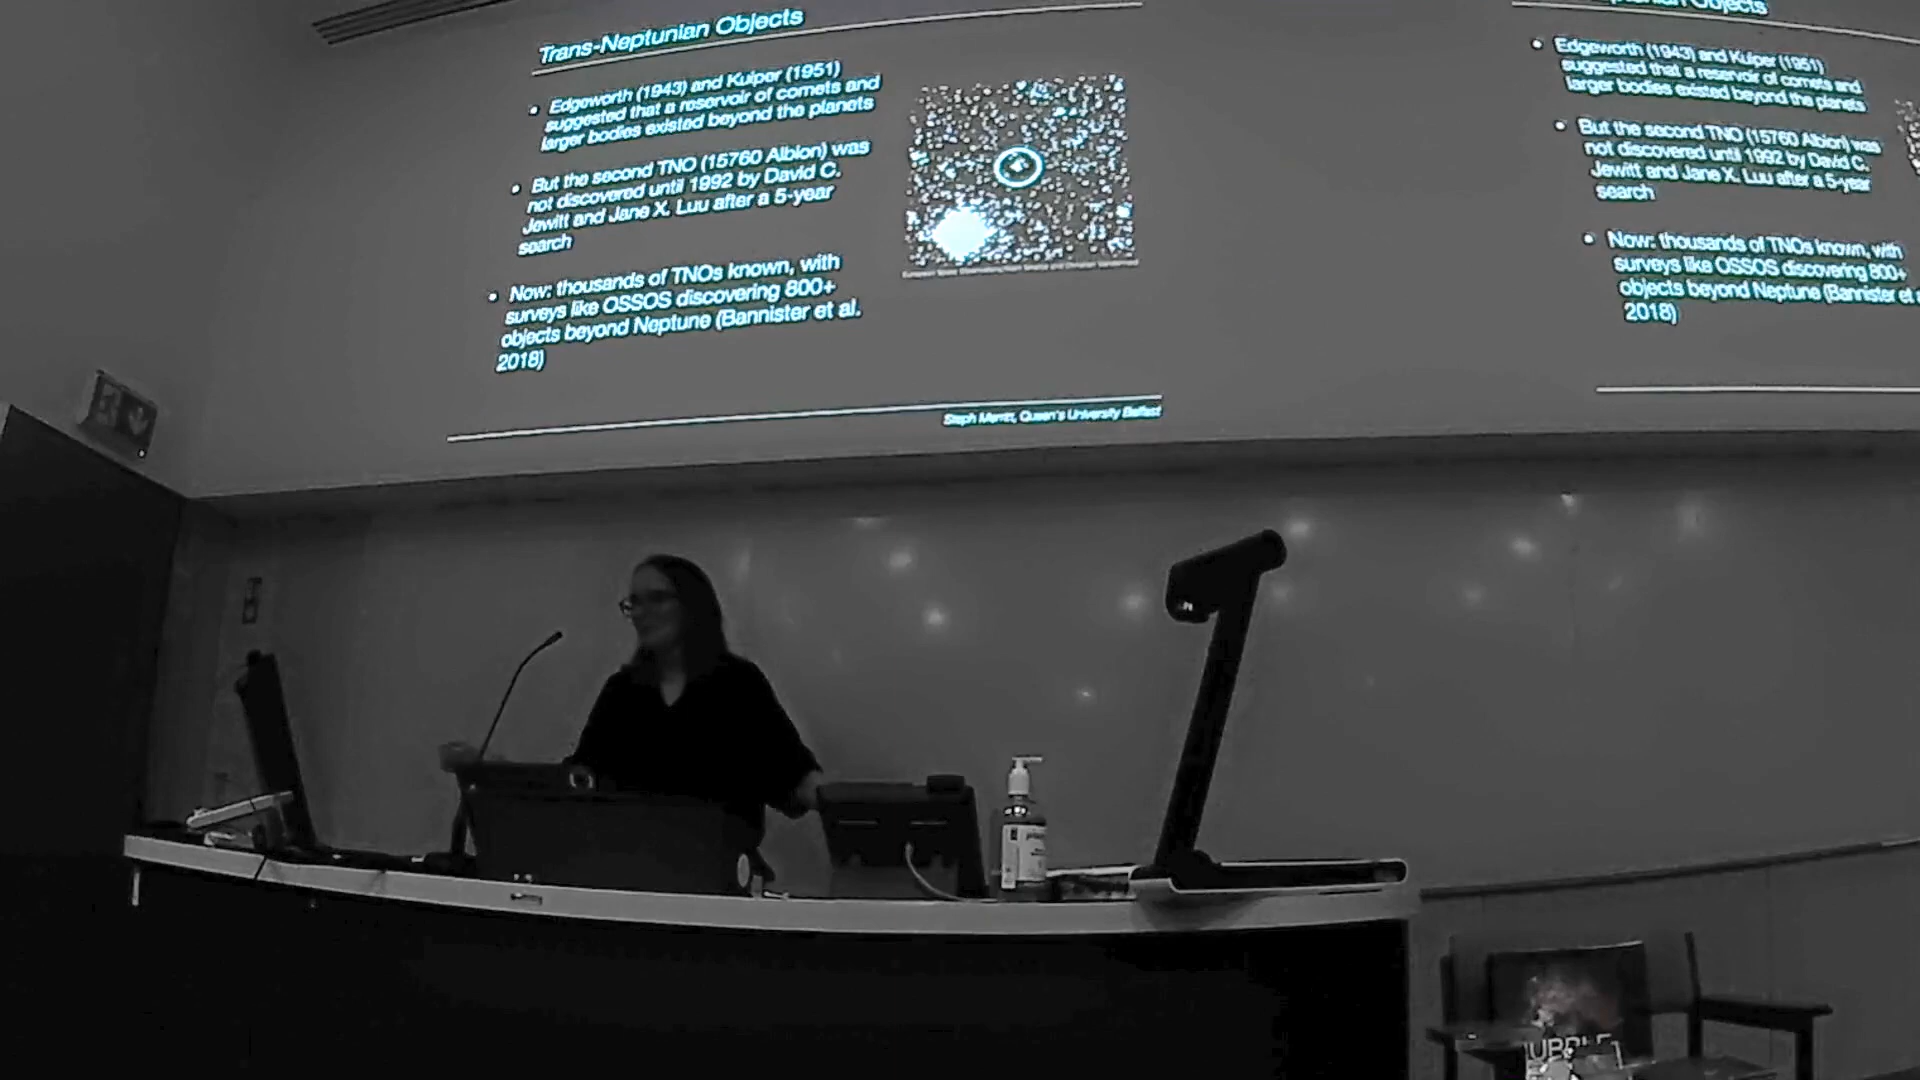 Trans-Neptunian Objects
• Edgeworth (1943) and Kuiper (1951)
suggested that a reservoir of comets and
larger bodies existed beyond the planets
• But the second TNO (15760 Albion) was
not discovered until 1992 by David C.
Jewitt and Jane X. Luu after a 5-year
search
• Now: thousands of TNOs known, with
surveys like OSSOS discovering 800+
objects beyond Neptune (Bannister et al.
2018)
Steph Merritt, Queen's University Belfast
Objects
• Edgeworth (1943) and Kuiper (1951)
suggested that a reservoir of comets and
larger bodies existed beyond the planets
• But the second TNO (15760 Albion) was
not discovered until 1992 by David C.
Jewitt and Jane X. Luu after a 5-year
search
• Now: thousands of TNOs known, with
surveys like OSSOS discovering 800+
objects beyond Neptune (Bannister et
2018)